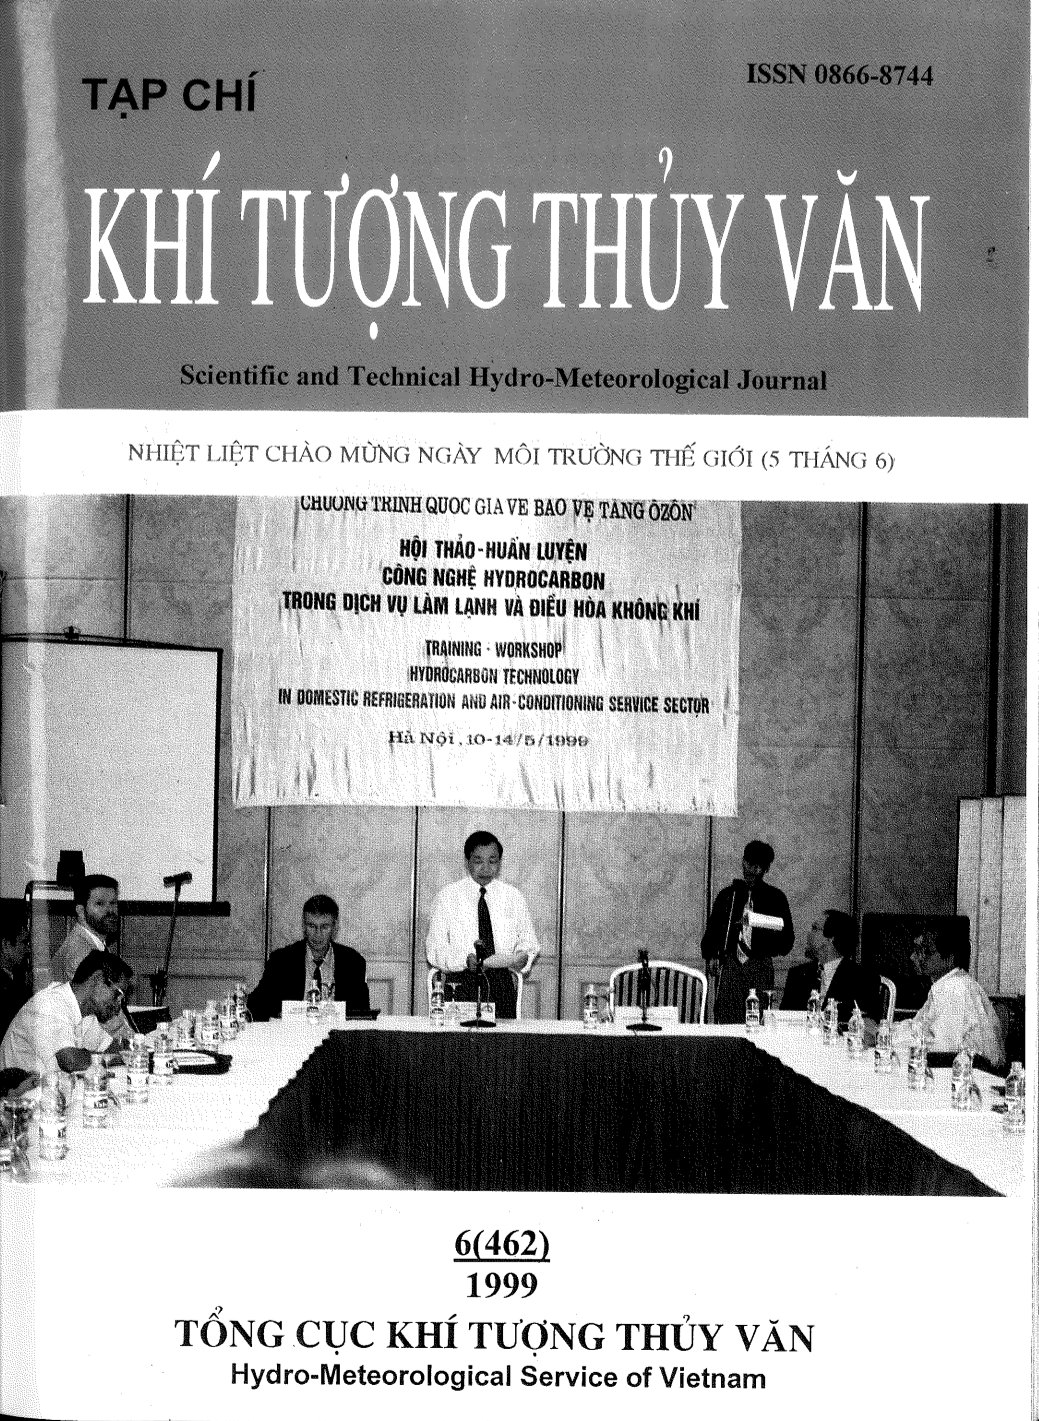 ISSN 0866-8744
TẠP CHÍ
KHÍ TƯỢNG THỦY VĂN
Scientific and Technical Hydro-Meteorological Journal
NHIỆT LIỆT CHÀO MỪNG NGÀY MÔI TRƯỜNG THẾ GIỚI (5 THÁNG 6)
CHƯƠNG TRÌNH QUỐC GIA VỀ BẢO VỆ TẦNG ÔZÔN
HỘI THẢO-HUẤN LUYỆN
CÔNG NGHỆ HYDROCARBON
TRONG DỊCH VỤ LÀM LẠNH VÀ ĐIỀU HÒA KHÔNG KHÍ
TRAINING - WORKSHOP
HYDROCARBON TECHNOLOGY
IN DOMESTIC REFRIGERATION AND AIR-CONDITIONING SERVICE SECTOR
Hà Nội, 10-14/5/1999
6(462)
1999
TỔNG CỤC KHÍ TƯỢNG THỦY VĂN
Hydro-Meteorological Service of Vietnam